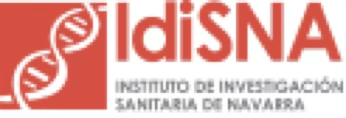 IdiSNA
INSTITUTO DE INVESTIGACIÓN
SANITARIA DE NAVARRA